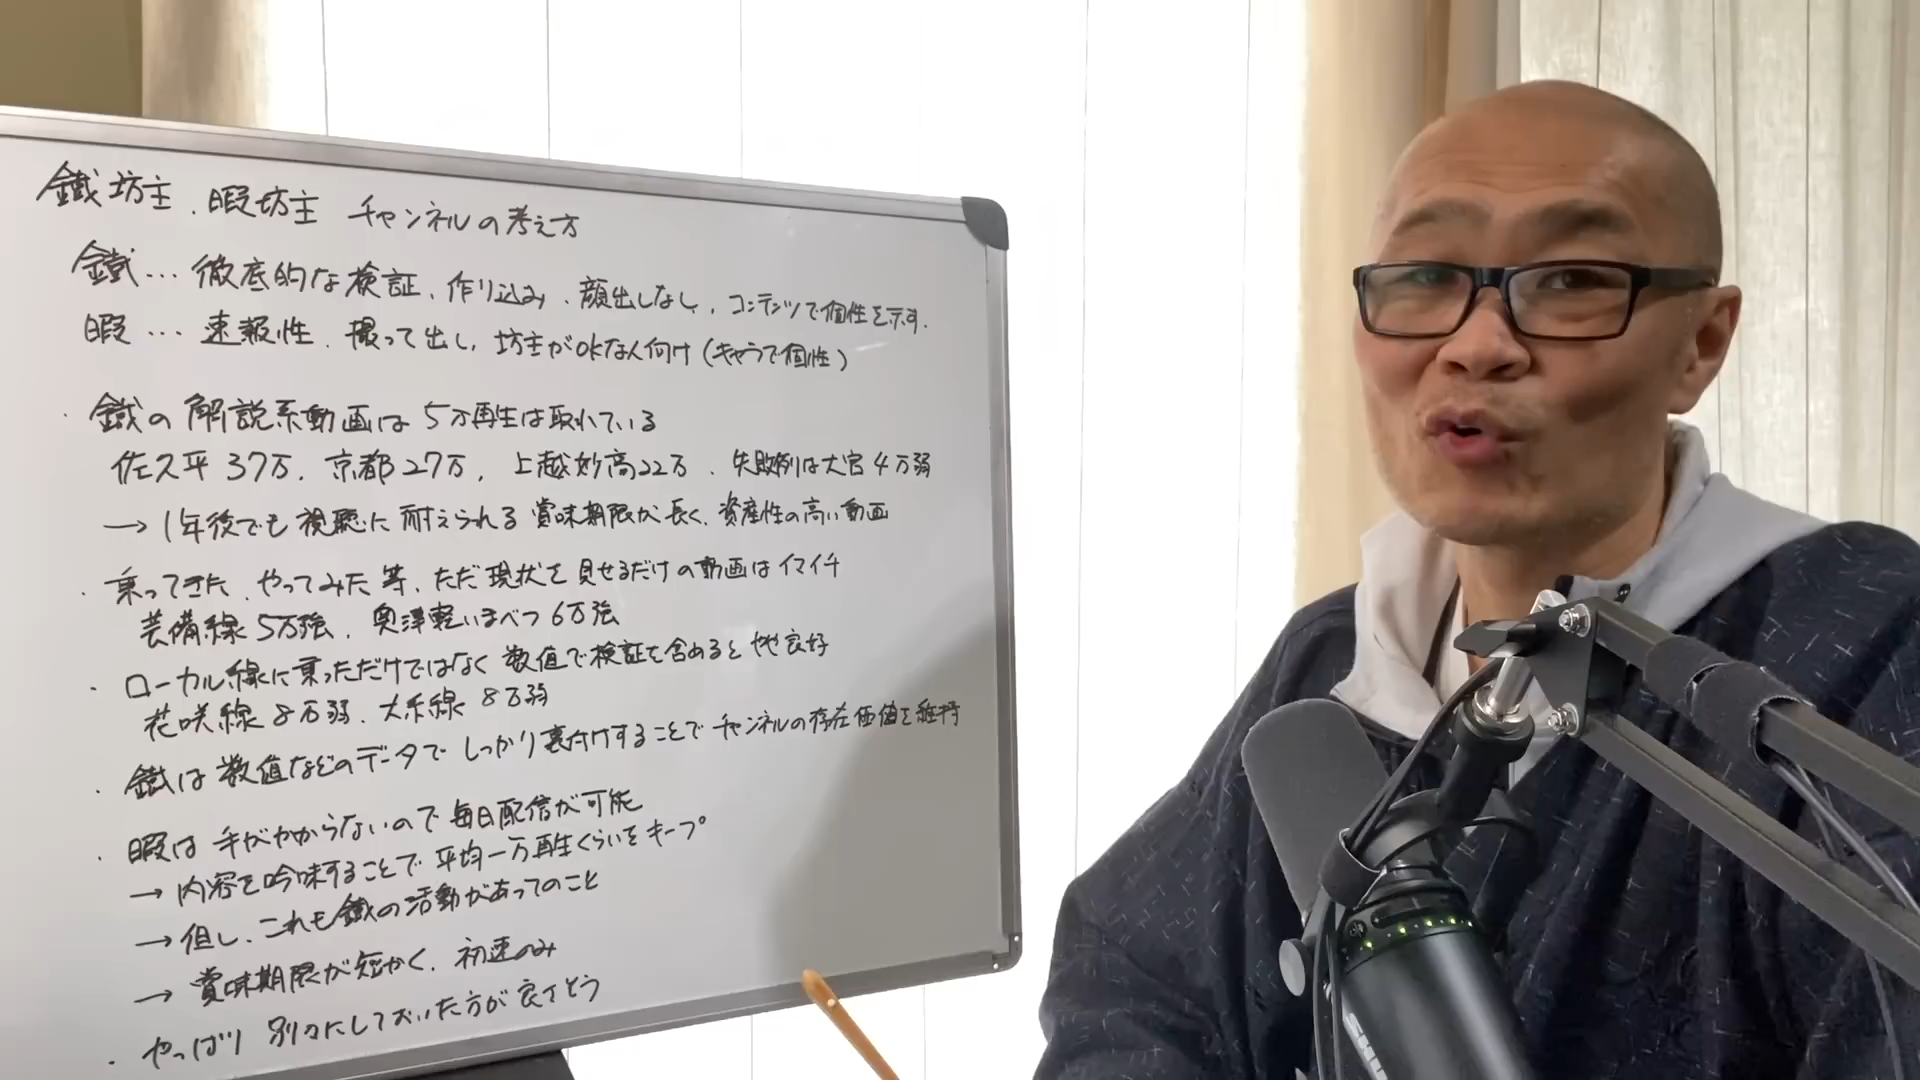 鐵坊主、暇坊主 チャンネルの考え方
鐵… 徹底的な検証、作り込み、顔出しなし、コンテンツで個性を示す.
暇… 速報性、撮って出し、坊主がOKな人向け(キャラで個性)
・鐵の解説系動画は5万再生は取れている
佐久平37万、京都27万、上越妙高22万、失敗例は大宮4万弱
→1年後でも視聴に耐えられる賞味期限が長く、資産性の高い動画
・乗ってきた、やってみた等、ただ現状を見せるだけの動画はイマイチ
芸備線5万強、奥津軽いまべつ6万強
・ローカル線に乗っただけではなく数値で検証を含めるとやや良好
花咲線8万弱、大糸線8万弱
・鐵は数値などのデータでしっかり裏付けすることでチャンネルの存在価値を維持
・暇は手がかからないので毎日配信が可能
→内容を吟味することで平均一万再生くらいをキープ
→但し、これも鐵の活動があってのこと
→賞味期限が短かく、初速のみ
・やっぱり別々にしておいた方が良さそう
SHURE